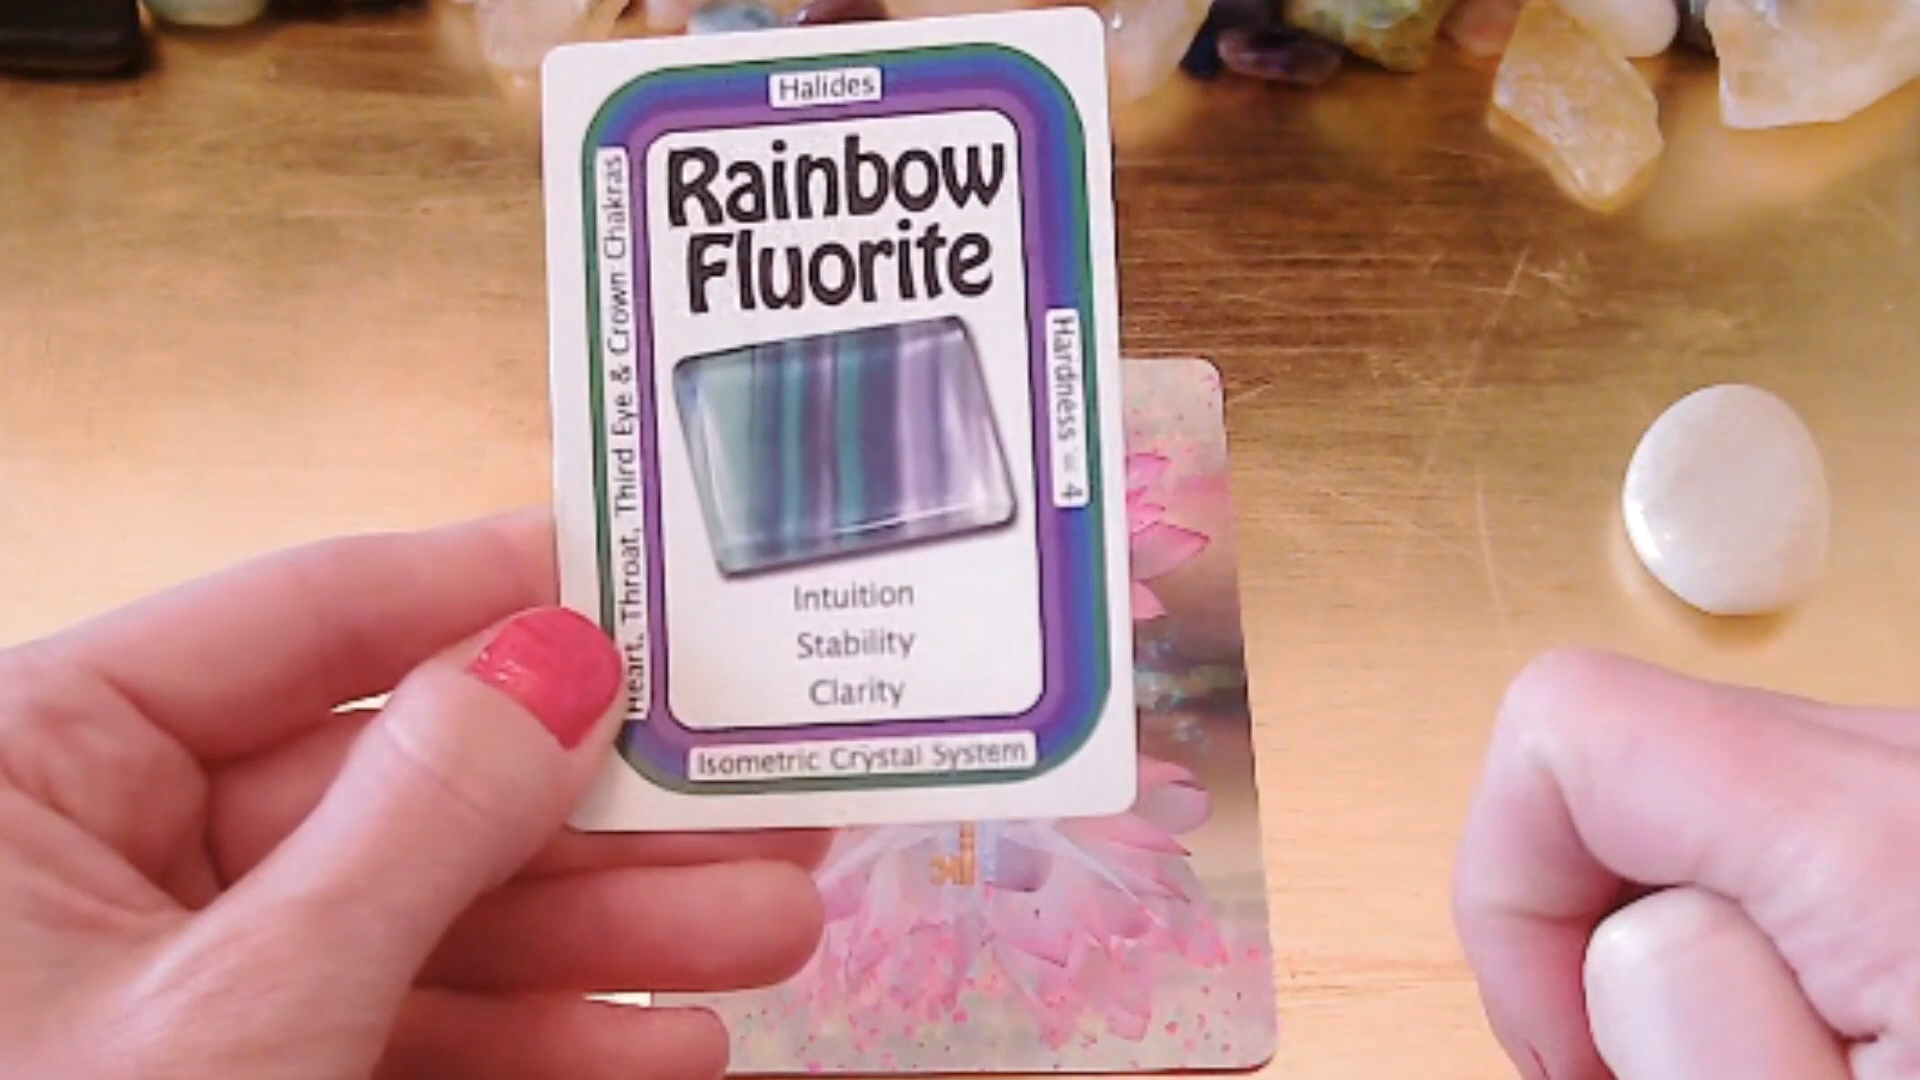 Halides
Rainbow
Fluorite
Heart, Throat, Third Eye & Crown Chakras
Hardness = 4
Intuition
Stability
Clarity
Isometric Crystal System